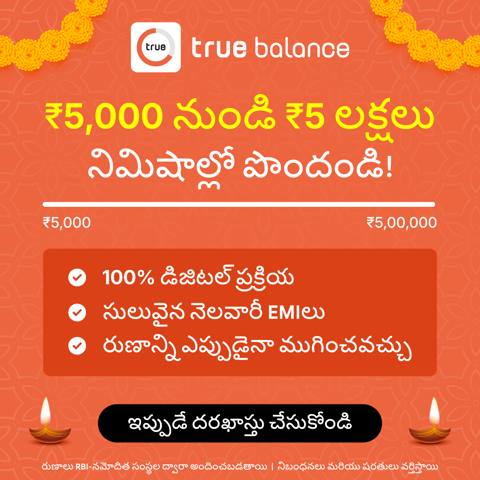 true
true balance
₹5,000 నుండి ₹5 లక్షలు
నిమిషాల్లో పొందండి!
₹5,000 ₹5,00,000
100% డిజిటల్ ప్రక్రియ
సులువైన నెలవారీ EMIలు
రుణాన్ని ఎప్పుడైనా ముగించవచ్చు
ఇప్పుడే దరఖాస్తు చేసుకోండి
రుణాలు RBI-నమోదిత సంస్థల ద్వారా అందించబడతాయి | నిబంధనలు మరియు షరతులు వర్తిస్తాయి